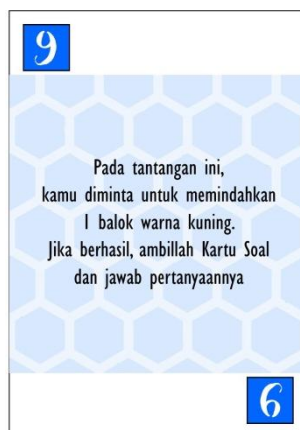 9
Pada tantangan ini,
kamu diminta untuk memindahkan
1 balok warna kuning.
Jika berhasil, ambillah Kartu Soal
dan jawab pertanyaannya
9